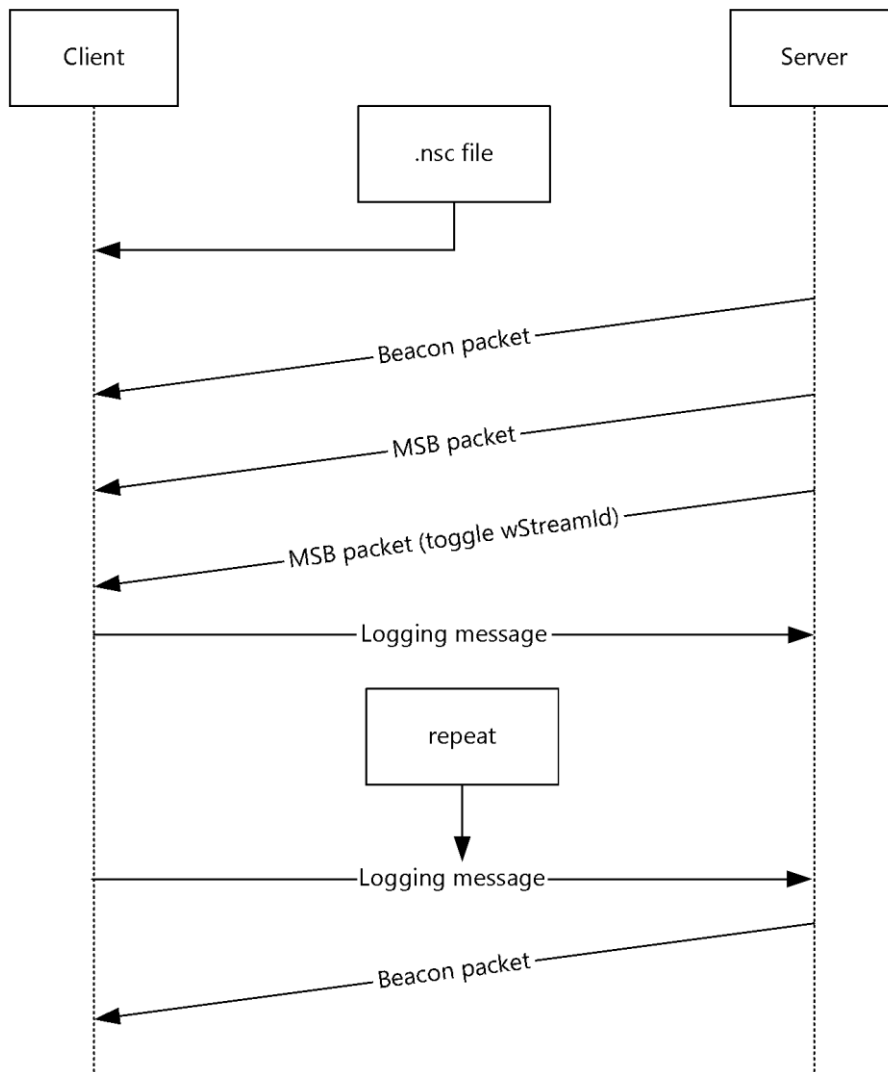 Client
Server
.nsc file
Beacon packet
MSB packet
MSB packet (toggle wStreamId)
Logging message
repeat
Logging message
Beacon packet